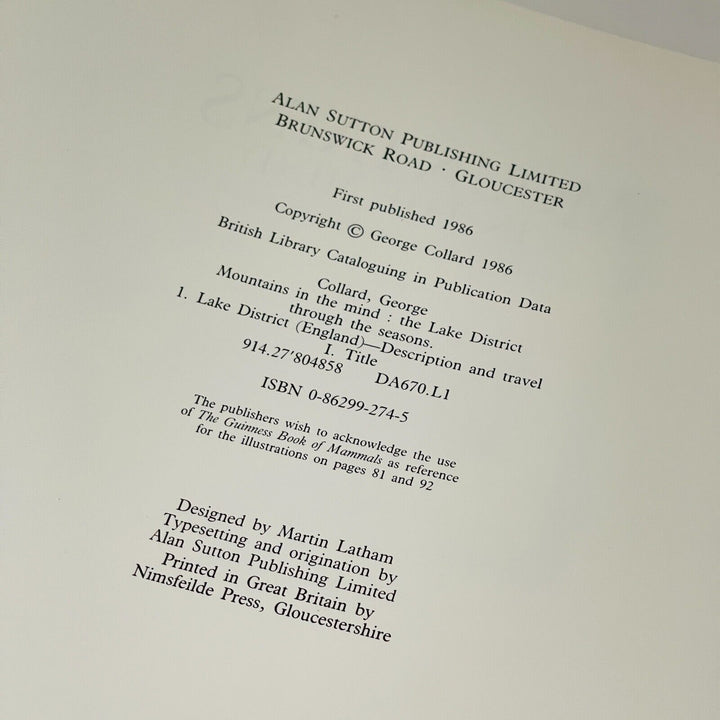 ALAN SUTTON PUBLISHING LIMITED
BRUNSWICK ROAD · GLOUCESTER
First published 1986
Copyright © George Collard 1986
British Library Cataloguing in Publication Data
Collard, George
Mountains in the mind : the Lake District
through the seasons.
1. Lake District (England)—Description and travel
I. Title
914.27'804858 DA670.L1
ISBN 0-86299-274-5
The publishers wish to acknowledge the use
of The Guinness Book of Mammals as reference
for the illustrations on pages 81 and 92
Designed by Martin Latham
Typesetting and origination by
Alan Sutton Publishing Limited
Printed in Great Britain by
Nimsfeilde Press, Gloucestershire